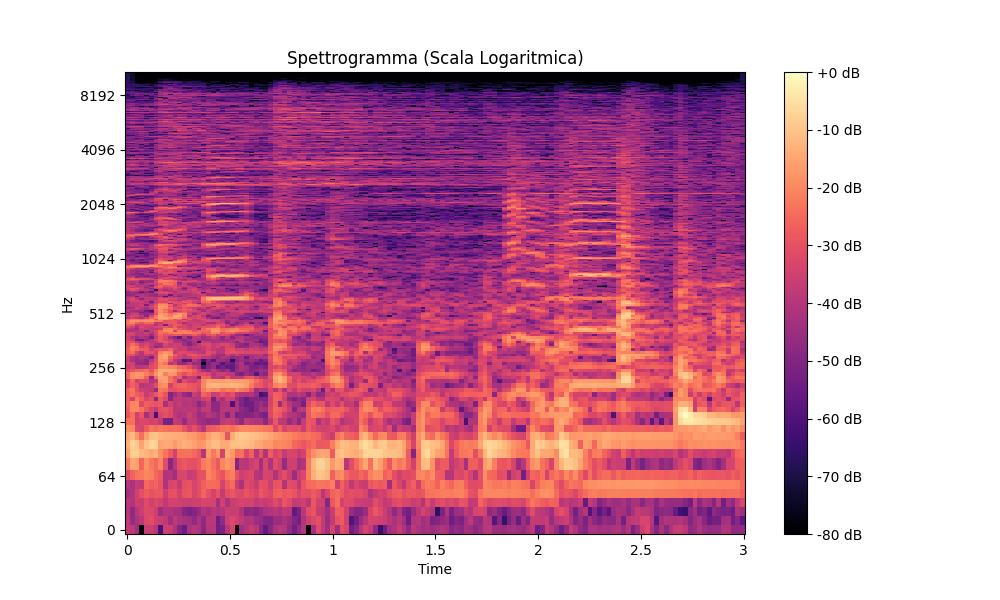 Spettrogramma (Scala Logaritmica)
Hz
8192
4096
2048
1024
512
256
128
64
0
0
0.5
1
1.5
2
2.5
3
Time
+0 dB
-10 dB
-20 dB
-30 dB
-40 dB
-50 dB
-60 dB
-70 dB
-80 dB